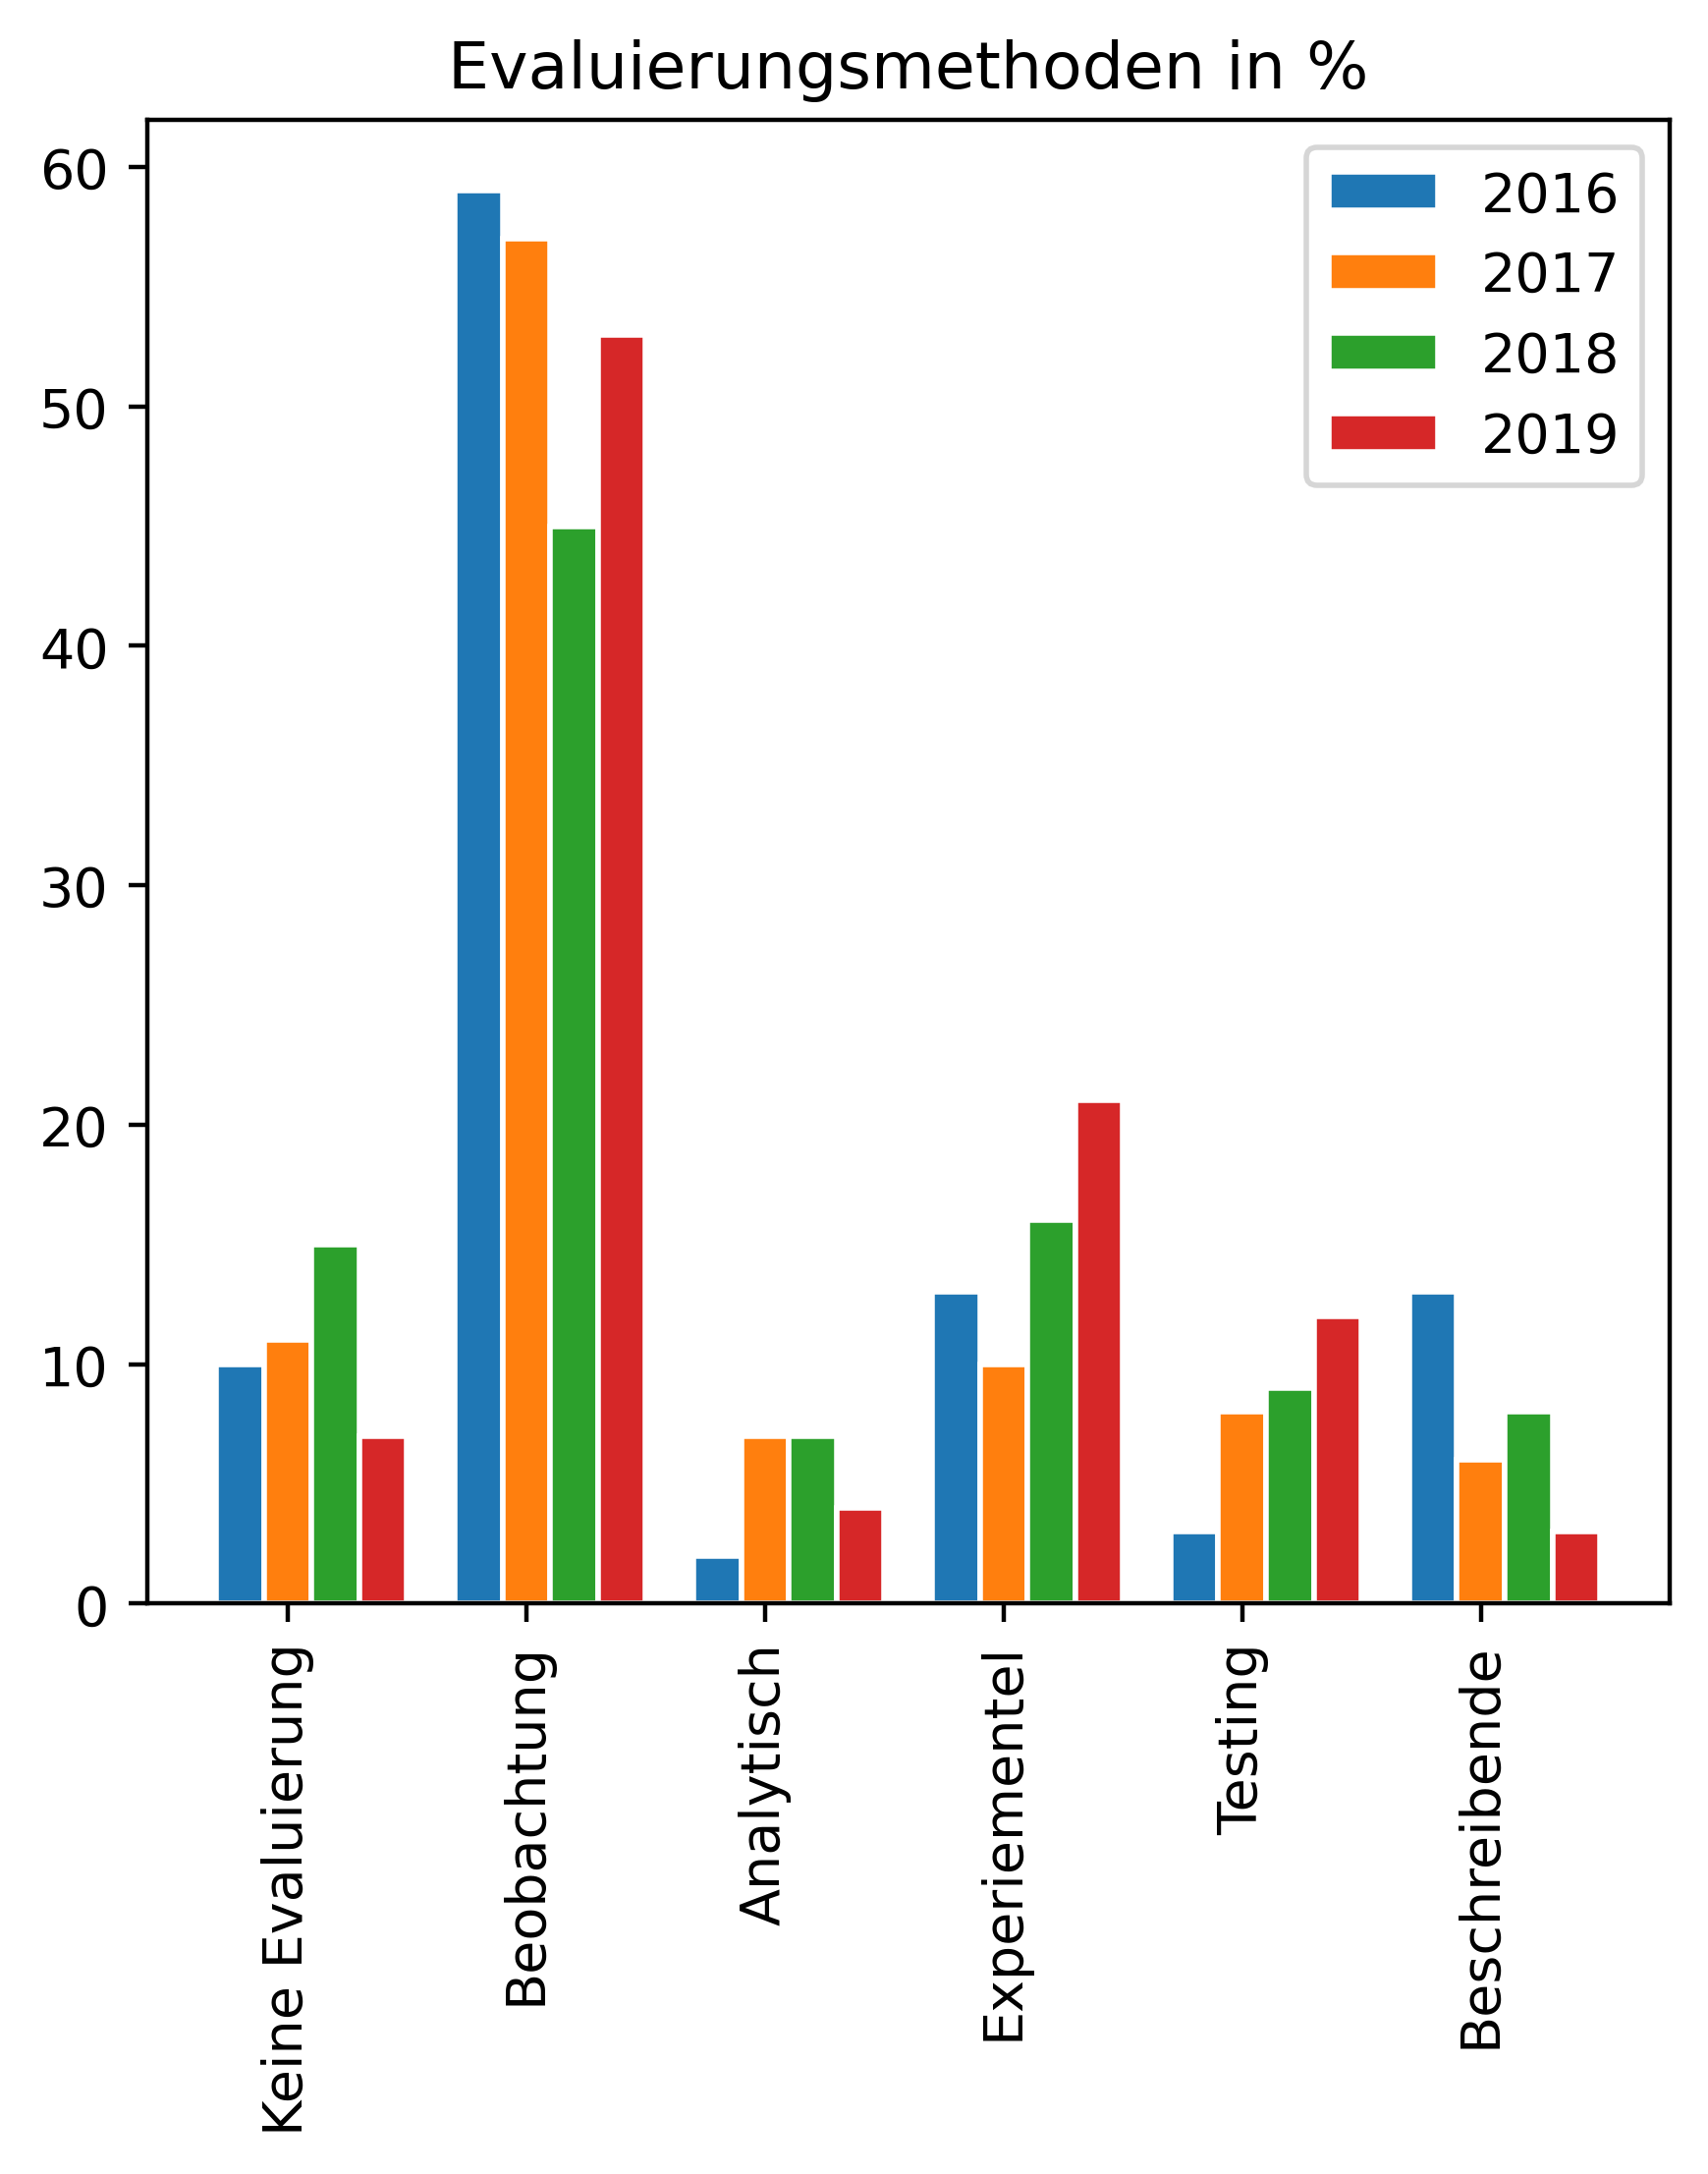 Evaluierungsmethoden in %
2016
2017
2018
2019
60
50
40
30
20
10
0
Keine Evaluierung
Beobachtung
Analytisch
Experiementel
Testing
Beschreibende